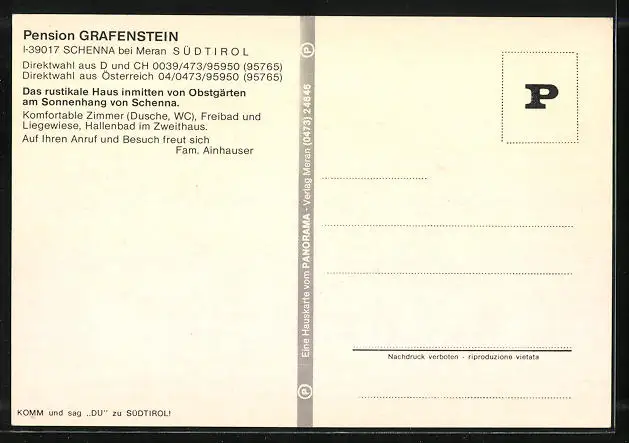 Pension GRAFENSTEIN
I-39017 SCHENNA bei Meran SÜDTIROL
Direktwahl aus D und CH 0039/473/95950 (95765)
Direktwahl aus Österreich 04/0473/95950 (95765)
Das rustikale Haus inmitten von Obstgärten
am Sonnenhang von Schenna.
Komfortable Zimmer (Dusche, WC), Freibad und
Liegewiese, Hallenbad im Zweithaus.
Auf Ihren Anruf und Besuch freut sich
Fam. Ainhauser
KOMM und sag „DU" zu SÜDTIROL!
P
Eine Hauskarte vom PANORAMA - Verlag Meran (0473) 24646
P
P
Nachdruck verboten - riproduzione vietata